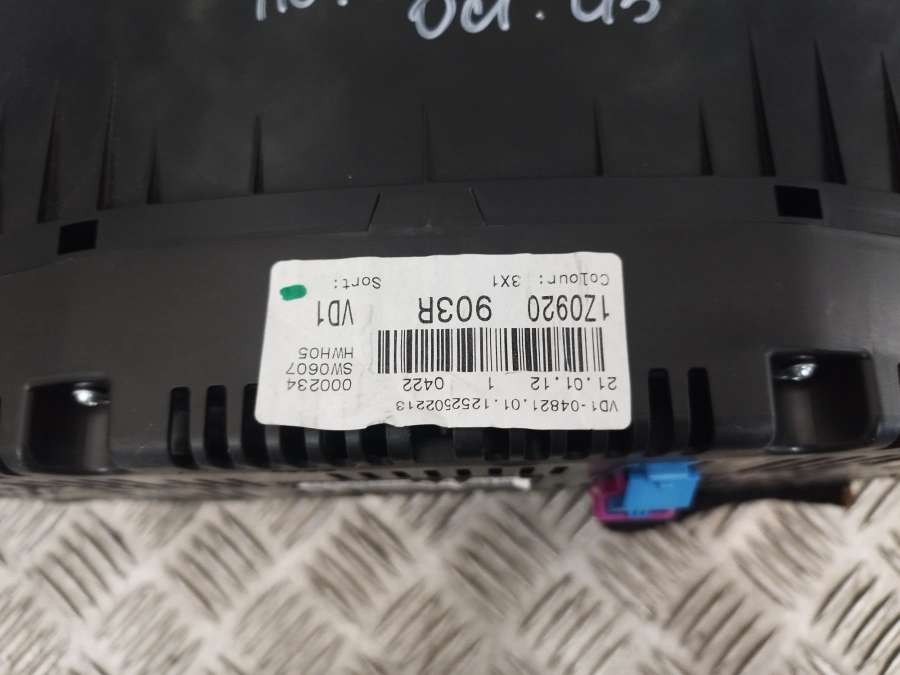 VD1-04821.01.1252502213
21.01.12 1 0422 000234
SW0607
HWH05
1Z0920 903R VD1
Colour: 3X1 Sort: